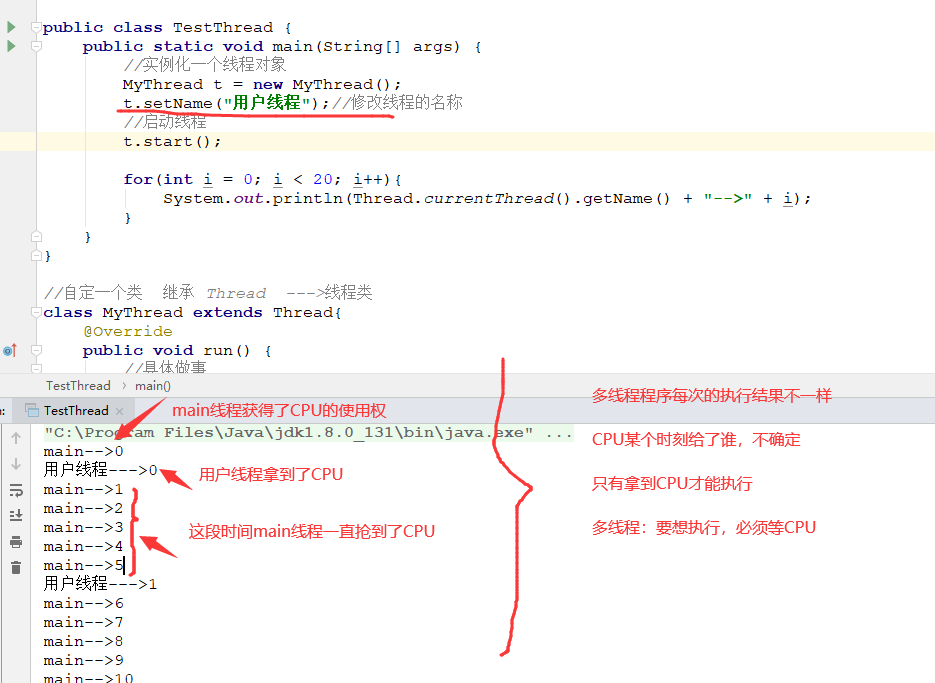 public class TestThread {
public static void main(String[] args) {
//实例化一个线程对象
MyThread t = new MyThread();
t.setName("用户线程");//修改线程的名称
//启动线程
t.start();
for(int i = 0; i < 20; i++){
System.out.println(Thread.currentThread().getName() + "-->" + i);
}
}
}
//自定一个类 继承 Thread --->线程类
class MyThread extends Thread{
@Override
public void run() {
//具体做事
TestThread › main()
: TestThread ×
"C:\Program Files\Java\jdk1.8.0_131\bin\java.exe" ...
main-->0
用户线程--->0
main-->1
main-->2
main-->3
main-->4
main-->5
用户线程--->1
main-->6
main-->7
main-->8
main-->9
main-->10
main线程获得了CPU的使用权
用户线程拿到了CPU
这段时间main线程一直抢到了CPU
多线程程序每次的执行结果不一样
CPU某个时刻给了谁，不确定
只有拿到CPU才能执行
多线程：要想执行，必须等CPU